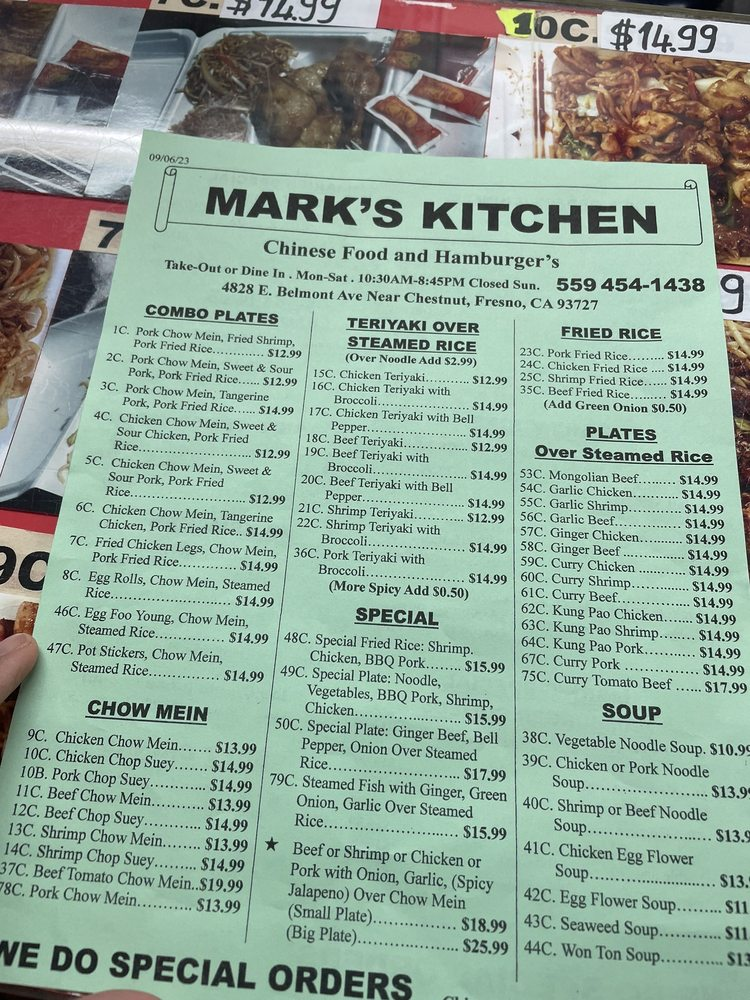 7C. $14.99
10C. $14.99
09/06/23
MARK'S KITCHEN
Chinese Food and Hamburger's
Take-Out or Dine In . Mon-Sat . 10:30AM-8:45PM Closed Sun. 559 454-1438
4828 E. Belmont Ave Near Chestnut, Fresno, CA 93727
COMBO PLATES
1C. Pork Chow Mein, Fried Shrimp,
Pork Fried Rice............. $12.99
2C. Pork Chow Mein, Sweet & Sour
Pork, Pork Fried Rice...... $12.99
3C. Pork Chow Mein, Tangerine
Pork, Pork Fried Rice...... $14.99
4C. Chicken Chow Mein, Sweet &
Sour Chicken, Pork Fried
Rice............................ $12.99
5C. Chicken Chow Mein, Sweet &
Sour Pork, Pork Fried
Rice............................ $12.99
6C. Chicken Chow Mein, Tangerine
Chicken, Pork Fried Rice.. $14.99
7C. Fried Chicken Legs, Chow Mein,
Pork Fried Rice.............. $14.99
8C. Egg Rolls, Chow Mein, Steamed
Rice............................. $14.99
46C. Egg Foo Young, Chow Mein,
Steamed Rice................. $14.99
47C. Pot Stickers, Chow Mein,
Steamed Rice................. $14.99
CHOW MEIN
9C. Chicken Chow Mein....... $13.99
10C. Chicken Chop Suey....... $14.99
10B. Pork Chop Suey........... $14.99
11C. Beef Chow Mein........... $13.99
12C. Beef Chop Suey........... $14.99
13C. Shrimp Chow Mein........ $13.99
14C. Shrimp Chop Suey........ $14.99
37C. Beef Tomato Chow Mein..$19.99
78C. Pork Chow Mein........... $13.99
TERIYAKI OVER
STEAMED RICE
(Over Noodle Add $2.99)
15C. Chicken Teriyaki............. $12.99
16C. Chicken Teriyaki with
Broccoli....................... $14.99
17C. Chicken Teriyaki with Bell
Pepper......................... $14.99
18C. Beef Teriyaki................. $12.99
19C. Beef Teriyaki with
Broccoli....................... $14.99
20C. Beef Teriyaki with Bell
Pepper......................... $14.99
21C. Shrimp Teriyaki............. $12.99
22C. Shrimp Teriyaki with
Broccoli....................... $14.99
36C. Pork Teriyaki with
Broccoli....................... $14.99
(More Spicy Add $0.50)
SPECIAL
48C. Special Fried Rice: Shrimp.
Chicken, BBQ Pork....... $15.99
49C. Special Plate: Noodle,
Vegetables, BBQ Pork, Shrimp,
Chicken....................... $15.99
50C. Special Plate: Ginger Beef, Bell
Pepper, Onion Over Steamed
Rice............................. $17.99
79C. Steamed Fish with Ginger, Green
Onion, Garlic Over Steamed
Rice............................. $15.99
★ Beef or Shrimp or Chicken or
Pork with Onion, Garlic, (Spicy
Jalapeno) Over Chow Mein
(Small Plate)................. $18.99
(Big Plate).................... $25.99
FRIED RICE
23C. Pork Fried Rice........ $14.99
24C. Chicken Fried Rice .... $14.99
25C. Shrimp Fried Rice..... $14.99
35C. Beef Fried Rice........ $14.99
(Add Green Onion $0.50)
PLATES
Over Steamed Rice
53C. Mongolian Beef......... $14.99
54C. Garlic Chicken.......... $14.99
55C. Garlic Shrimp........... $14.99
56C. Garlic Beef.............. $14.99
57C. Ginger Chicken......... $14.99
58C. Ginger Beef ............. $14.99
59C. Curry Chicken .......... $14.99
60C. Curry Shrimp............ $14.99
61C. Curry Beef............... $14.99
62C. Kung Pao Chicken...... $14.99
63C. Kung Pao Shrimp....... $14.99
64C. Kung Pao Pork.......... $14.99
67C. Curry Pork .............. $14.99
75C. Curry Tomato Beef ...... $17.99
SOUP
38C. Vegetable Noodle Soup. $10.99
39C. Chicken or Pork Noodle
Soup......................... $13.9
40C. Shrimp or Beef Noodle
Soup......................... $13.9
41C. Chicken Egg Flower
Soup......................... $13.
42C. Egg Flower Soup......... $11
43C. Seaweed Soup........... $11
44C. Won Ton Soup........... $13
WE DO SPECIAL ORDERS